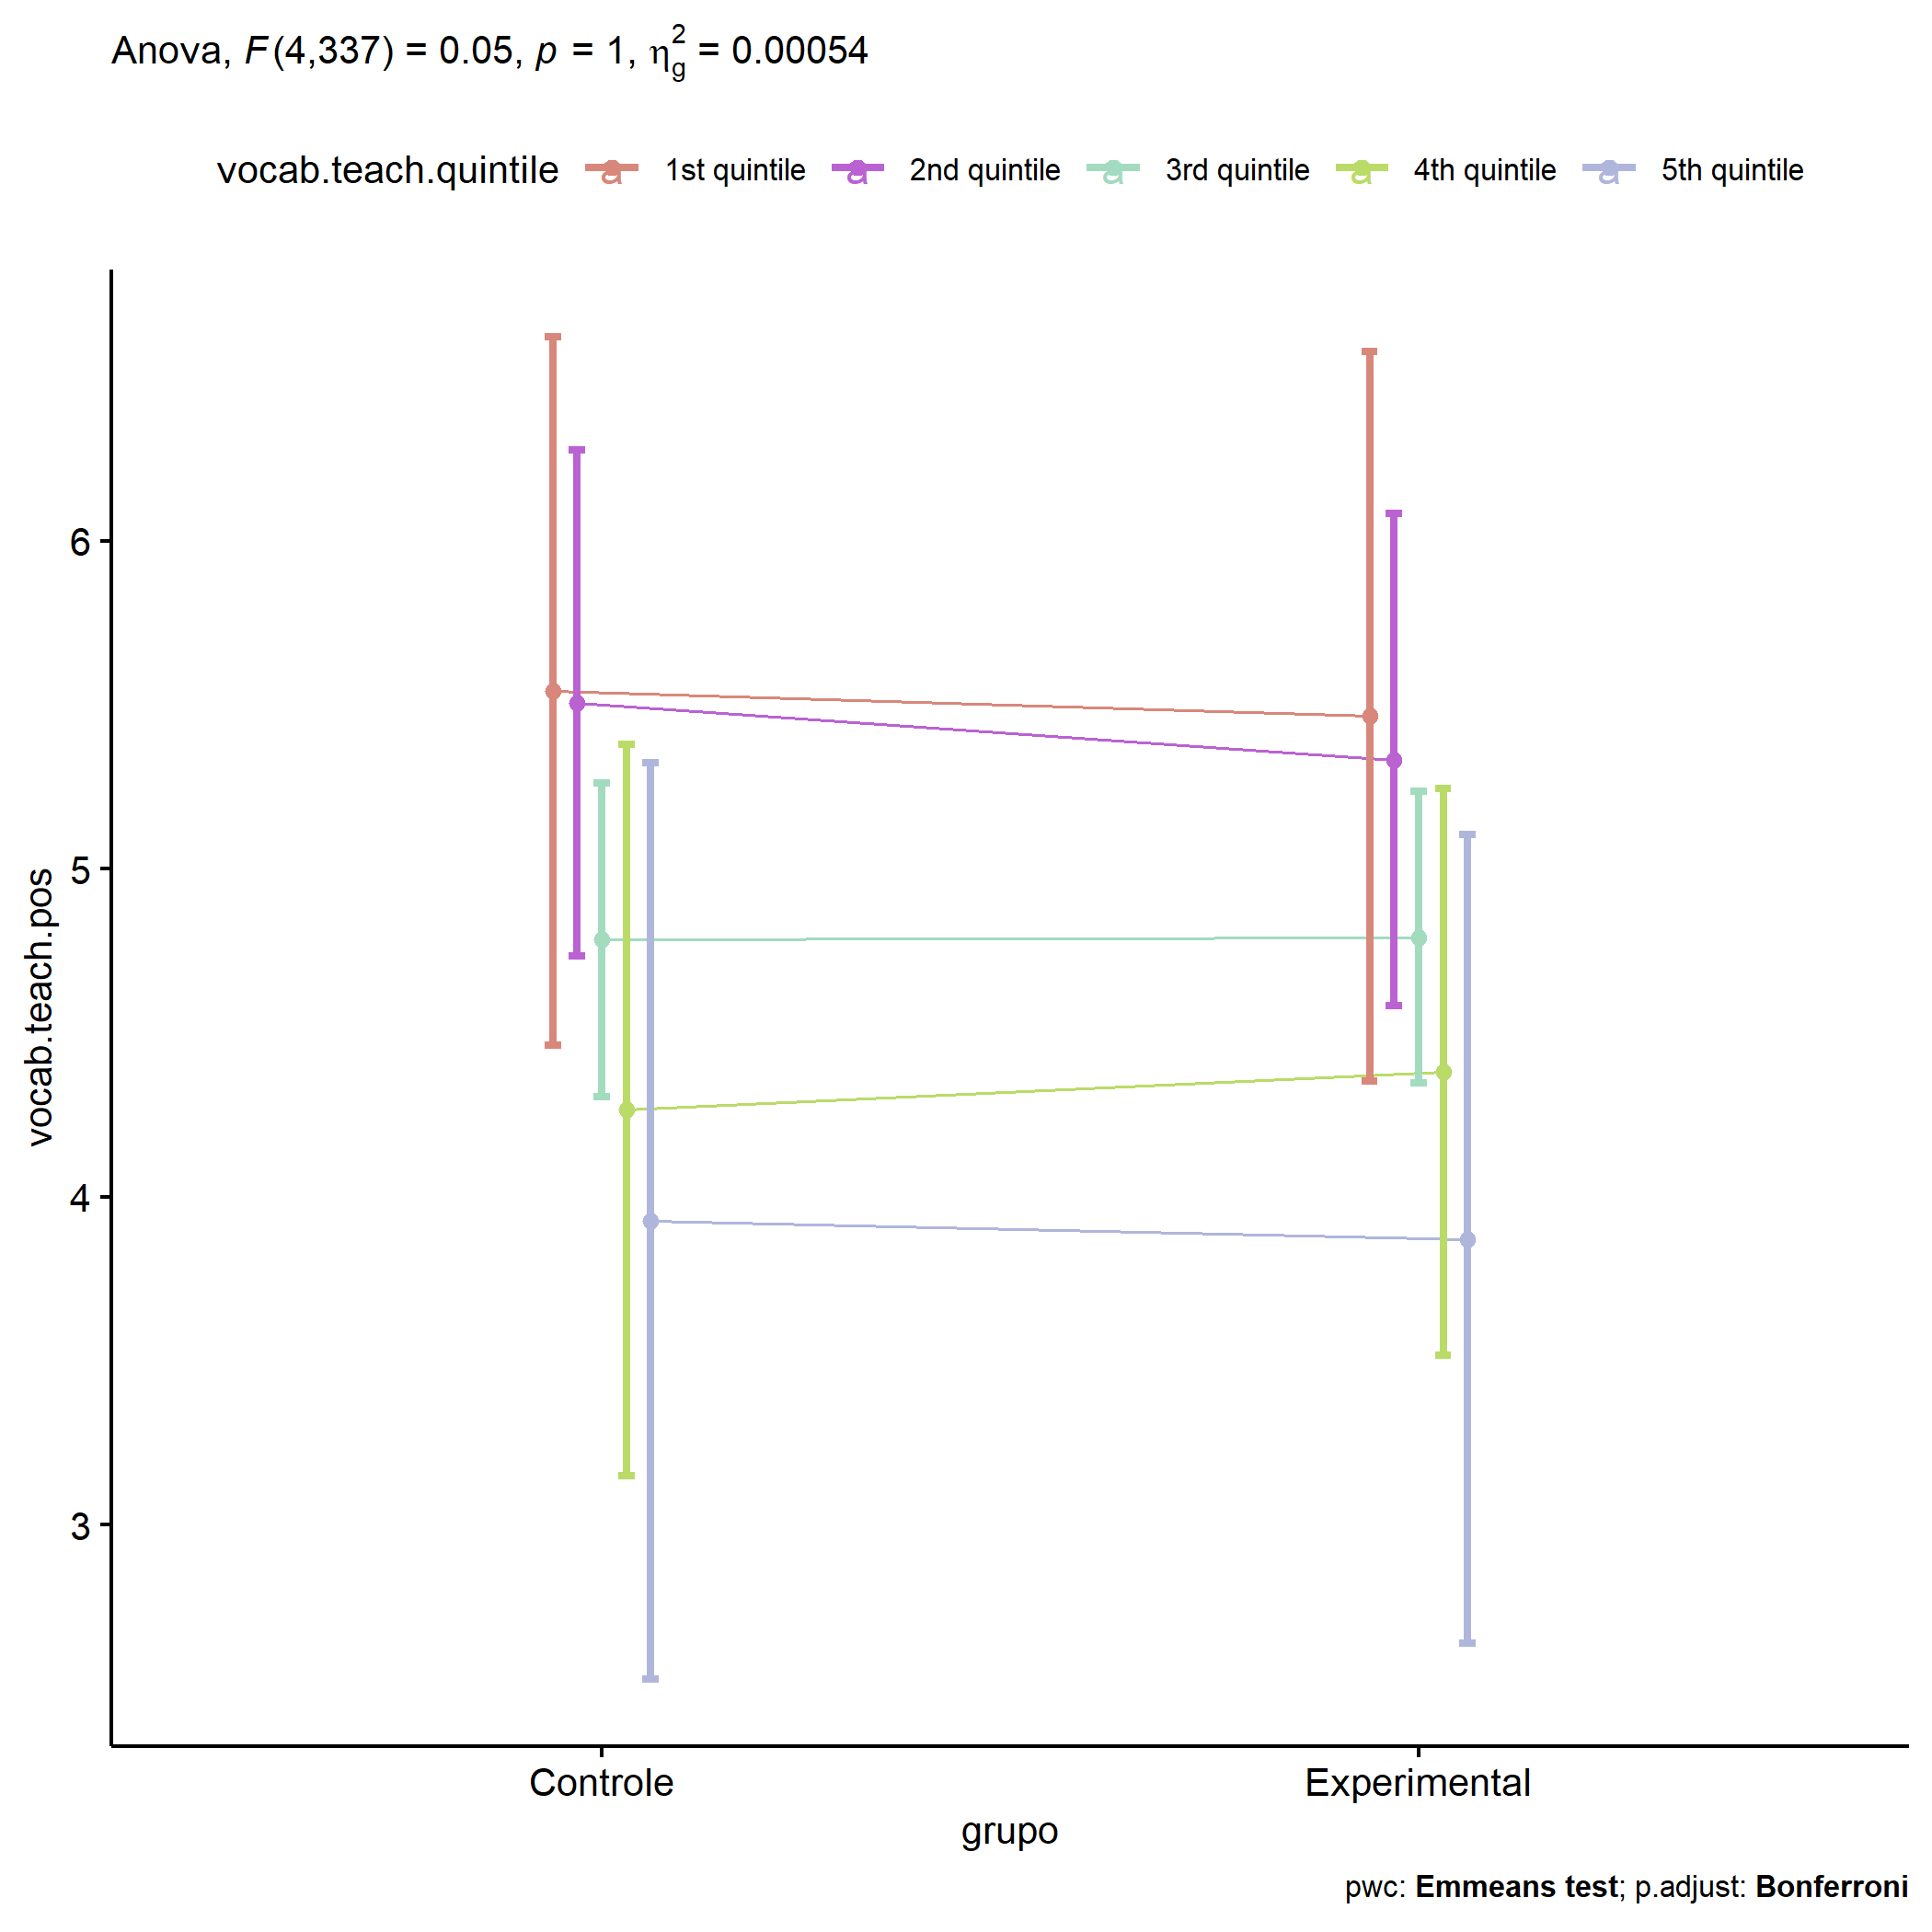 Anova, F(4,337) = 0.05, p = 1, η²g = 0.00054
vocab.teach.quintile a 1st quintile a 2nd quintile a 3rd quintile a 4th quintile a 5th quintile
6
5
4
3
vocab.teach.pos
Controle Experimental
grupo
pwc: Emmeans test; p.adjust: Bonferroni